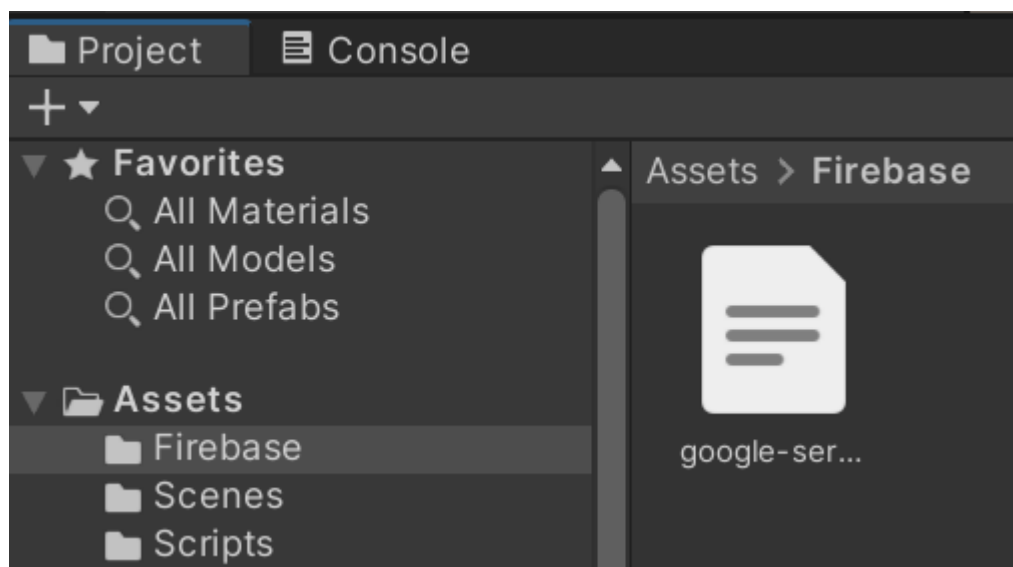 Project Console
Favorites
All Materials
All Models
All Prefabs
Assets
Firebase
Scenes
Scripts
Assets > Firebase
google-ser...